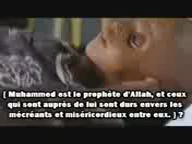 [ Muhammed est le prophète d'Allah, et ceux
qui sont auprès de lui sont durs envers les
mécréants et miséricordieux entre eux. ] ?